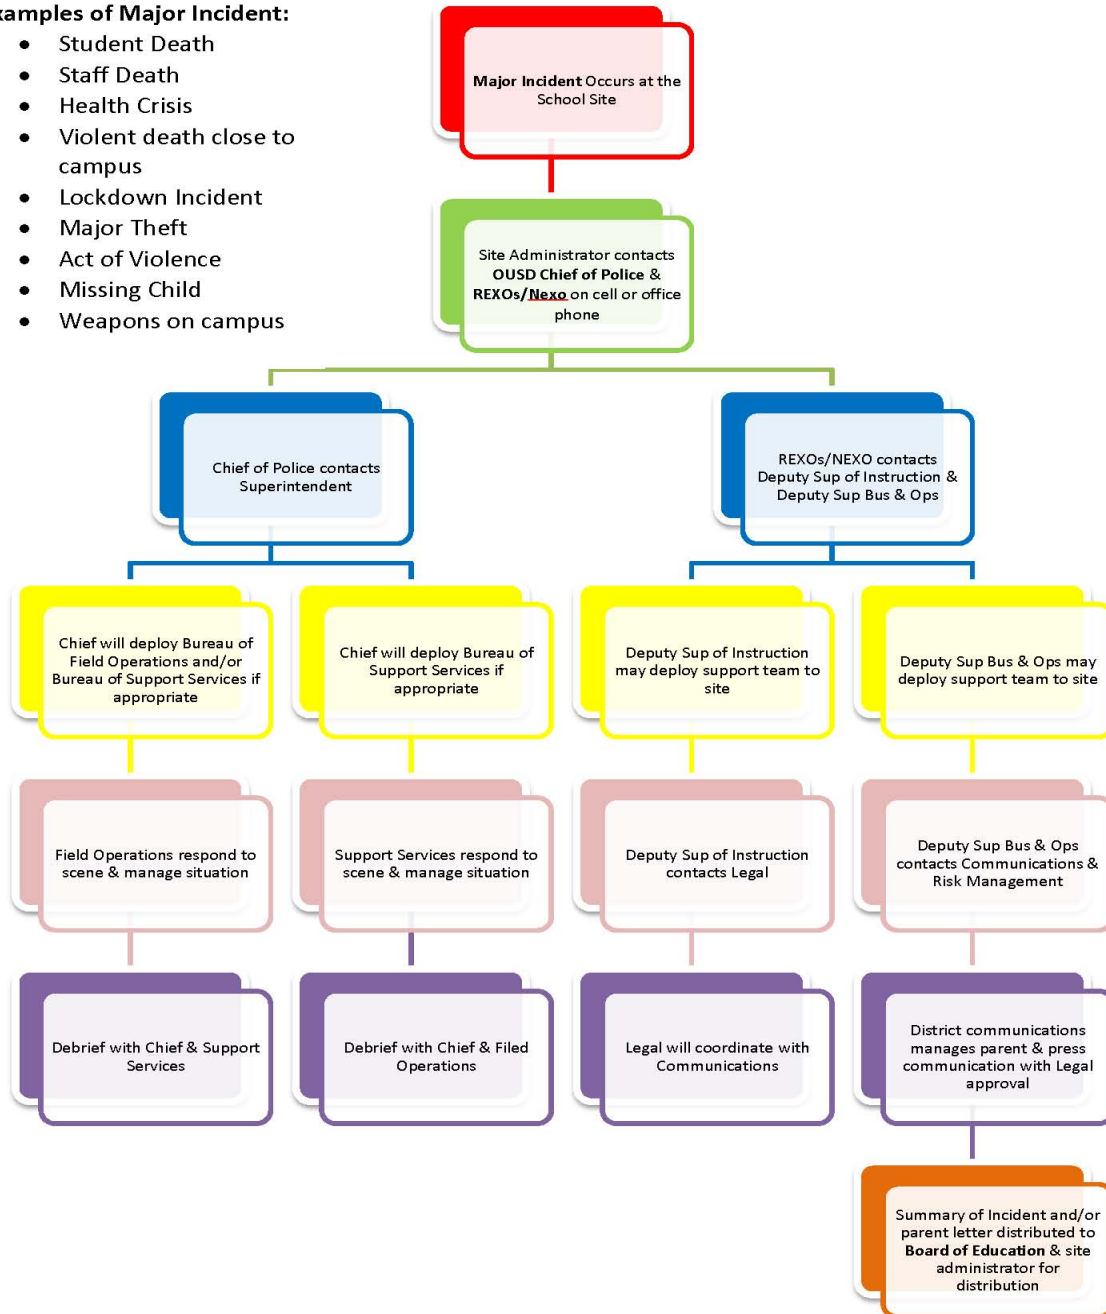 xamples of Major Incident:
• Student Death
• Staff Death
• Health Crisis
• Violent death close to
campus
• Lockdown Incident
• Major Theft
• Act of Violence
• Missing Child
• Weapons on campus
Major Incident Occurs at the
School Site
Site Administrator contacts
OUSD Chief of Police &
REXOs/Nexo on cell or office
phone
Chief of Police contacts
Superintendent
REXOs/NEXO contacts
Deputy Sup of Instruction &
Deputy Sup Bus & Ops
Chief will deploy Bureau of
Field Operations and/or
Bureau of Support Services if
appropriate
Chief will deploy Bureau of
Support Services if
appropriate
Deputy Sup of Instruction
may deploy support team to
site
Deputy Sup Bus & Ops may
deploy support team to site
Field Operations respond to
scene & manage situation
Support Services respond to
scene & manage situation
Deputy Sup of Instruction
contacts Legal
Deputy Sup Bus & Ops
contacts Communications &
Risk Management
Debrief with Chief & Support
Services
Debrief with Chief & Filed
Operations
Legal will coordinate with
Communications
District communications
manages parent & press
communication with Legal
approval
Summary of Incident and/or
parent letter distributed to
Board of Education & site
administrator for
distribution